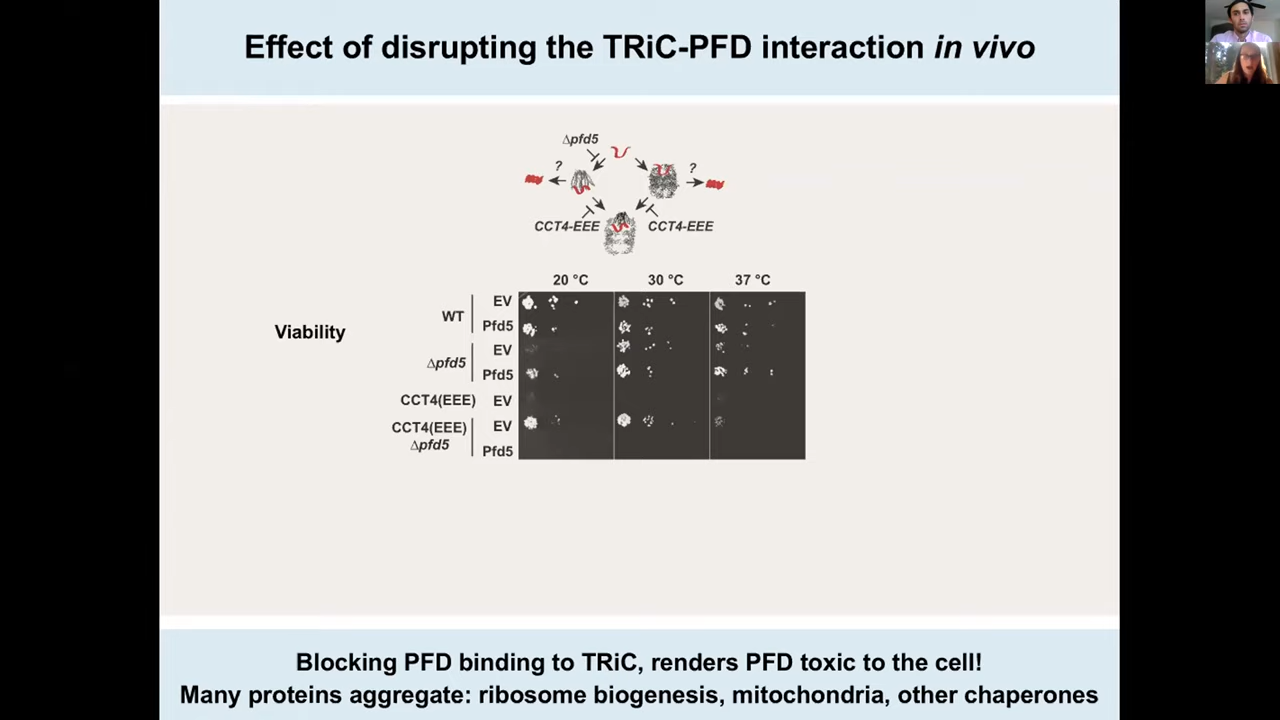 Effect of disrupting the TRiC-PFD interaction in vivo
Δpfd5
? ?
CCT4-EEE CCT4-EEE
20 °C 30 °C 37 °C
EV
WT
Pfd5
Viability
EV
Δpfd5
Pfd5
CCT4(EEE) EV
CCT4(EEE) EV
Δpfd5
Pfd5
Blocking PFD binding to TRiC, renders PFD toxic to the cell!
Many proteins aggregate: ribosome biogenesis, mitochondria, other chaperones